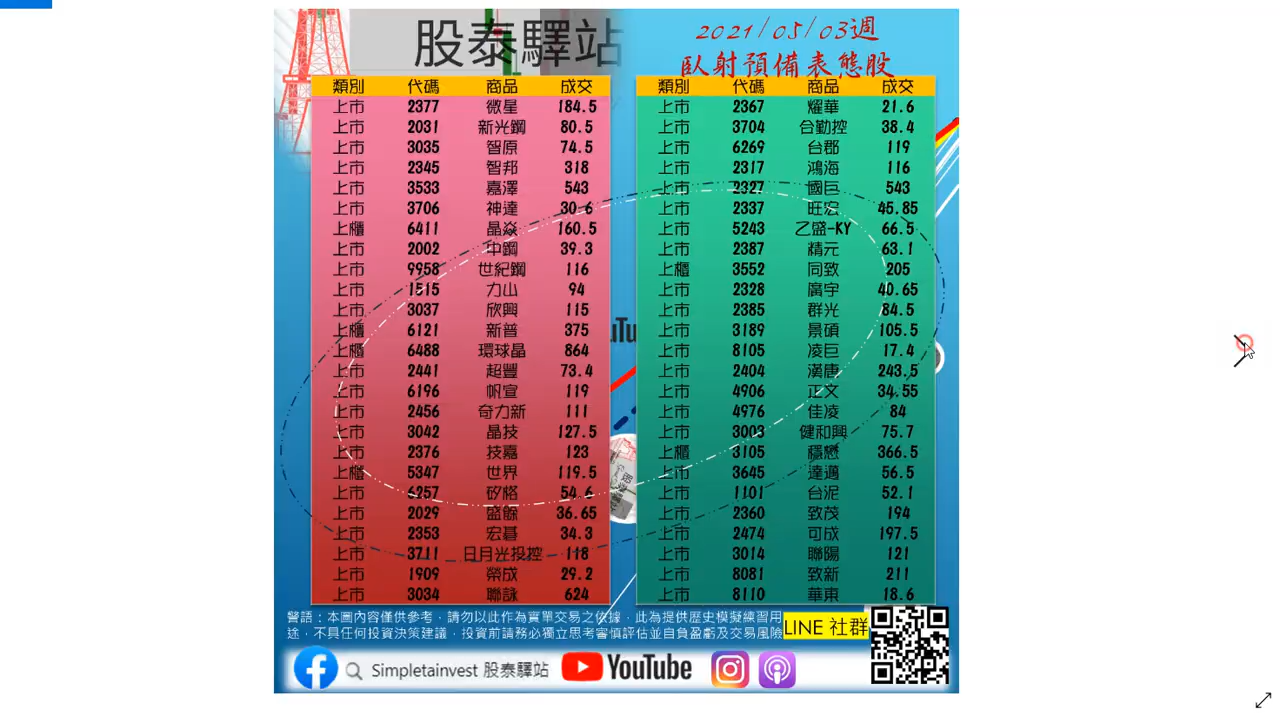 股泰驛站
2021/05/03週
臥射預備表態股
類別 代碼 商品 成交
上市 2377 微星 184.5
上市 2031 新光鋼 80.5
上市 3035 智原 74.5
上市 2345 智邦 318
上市 3533 嘉澤 543
上市 3706 神達 30.6
上櫃 6411 晶焱 160.5
上市 2002 中鋼 39.3
上市 9958 世紀鋼 116
上市 1515 力山 94
上市 3037 欣興 115
上櫃 6121 新普 375
上櫃 6488 環球晶 864
上市 2441 超豐 73.4
上市 6196 帆宣 119
上市 2456 奇力新 111
上市 3042 晶技 127.5
上市 2376 技嘉 123
上櫃 5347 世界 119.5
上市 6257 矽格 54.6
上市 2029 盛餘 36.65
上市 2353 宏碁 34.3
上市 3711 日月光投控 118
上市 1909 榮成 29.2
上市 3034 聯詠 624
類別 代碼 商品 成交
上市 2367 燿華 21.6
上市 3704 合勤控 38.4
上市 6269 台郡 119
上市 2317 鴻海 116
上市 2327 國巨 543
上市 2337 旺宏 45.85
上市 5243 乙盛-KY 66.5
上市 2387 精元 63.1
上櫃 3552 同致 205
上市 2328 廣宇 40.65
上市 2385 群光 84.5
上市 3189 景碩 105.5
上市 8105 凌巨 17.4
上市 2404 漢唐 243.5
上市 4906 正文 34.55
上市 4976 佳凌 84
上市 3003 健和興 75.7
上櫃 3105 穩懋 366.5
上市 3645 達邁 56.5
上市 1101 台泥 52.1
上市 2360 致茂 194
上市 2474 可成 197.5
上市 3014 聯陽 121
上市 8081 致新 211
上市 8110 華東 18.6
警語：本圖內容僅供參考，請勿以此作為實單交易之依據，此為提供歷史模擬練習用
途，不具任何投資決策建議，投資前請務必獨立思考審慎評估並自負盈虧及交易風險
LINE 社群
Simpletainvest 股泰驛站
YouTube